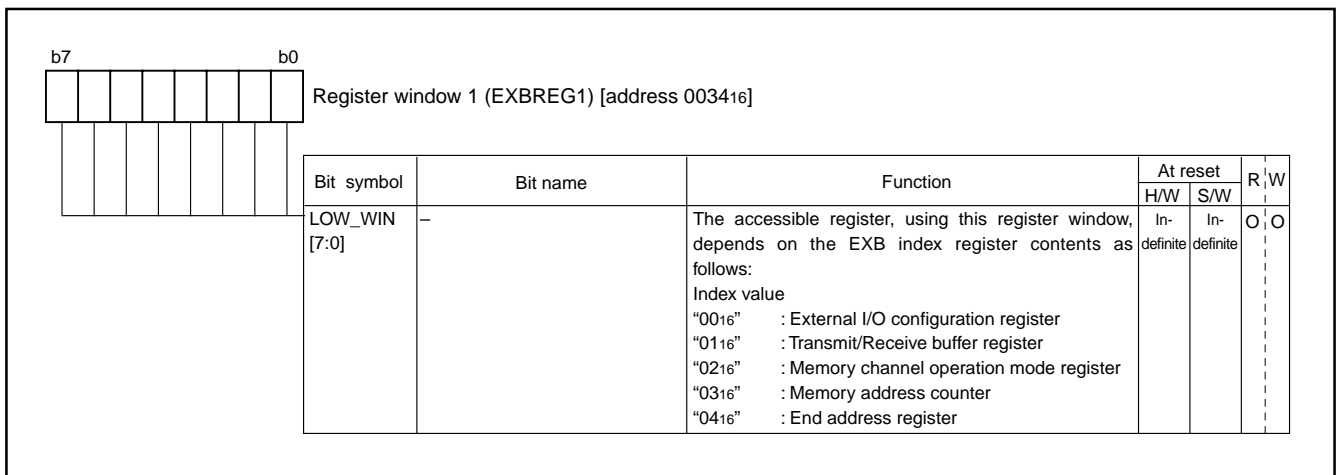 b7 b0
Register window 1 (EXBREG1) [address 003416]
Bit symbol Bit name Function At reset R W
H/W S/W
LOW_WIN – The accessible register, using this register window, In- In- O O
[7:0] depends on the EXB index register contents as definite definite
follows:
Index value
“0016” : External I/O configuration register
“0116” : Transmit/Receive buffer register
“0216” : Memory channel operation mode register
“0316” : Memory address counter
“0416” : End address register